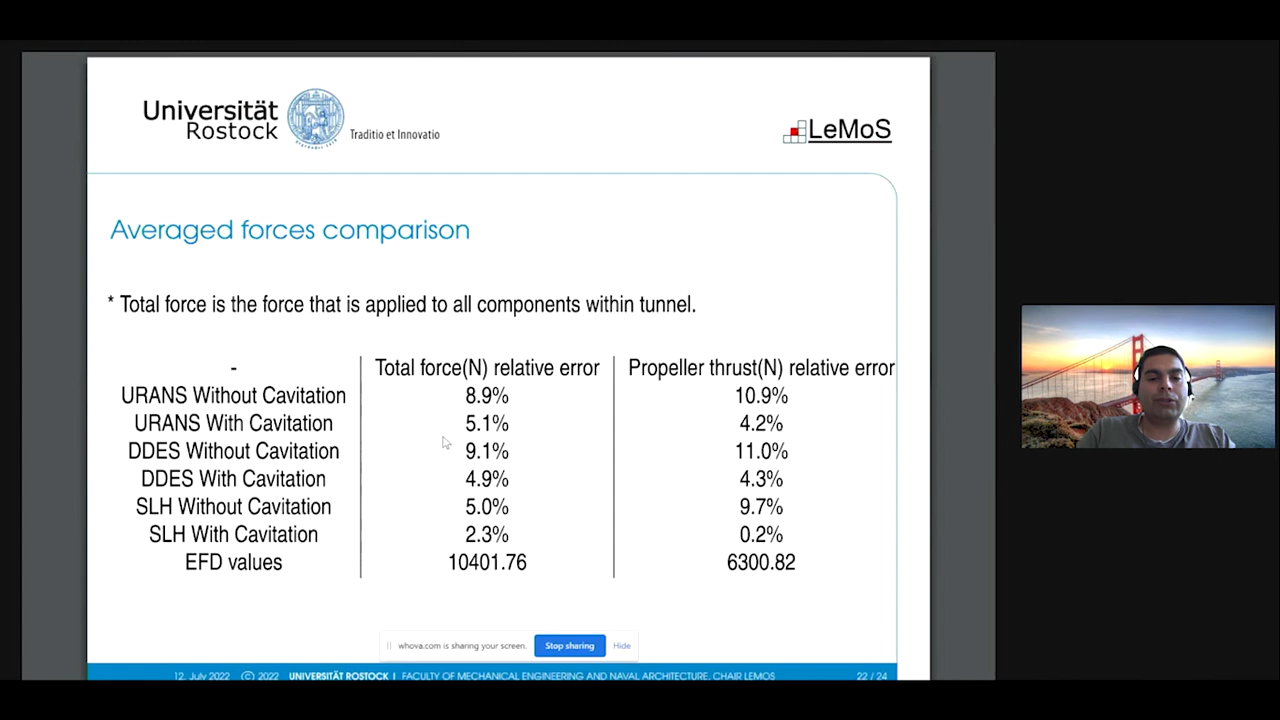 Universität
Rostock
Traditio et Innovatio
LeMoS
Averaged forces comparison
* Total force is the force that is applied to all components within tunnel.
- Total force(N) relative error Propeller thrust(N) relative error
URANS Without Cavitation 8.9% 10.9%
URANS With Cavitation 5.1% 4.2%
DDES Without Cavitation 9.1% 11.0%
DDES With Cavitation 4.9% 4.3%
SLH Without Cavitation 5.0% 9.7%
SLH With Cavitation 2.3% 0.2%
EFD values 10401.76 6300.82
whova.com is sharing your screen. Stop sharing Hide
12. July 2022 © 2022 UNIVERSITÄT ROSTOCK | FACULTY OF MECHANICAL ENGINEERING AND NAVAL ARCHITECTURE, CHAIR LEMOS 22 / 24